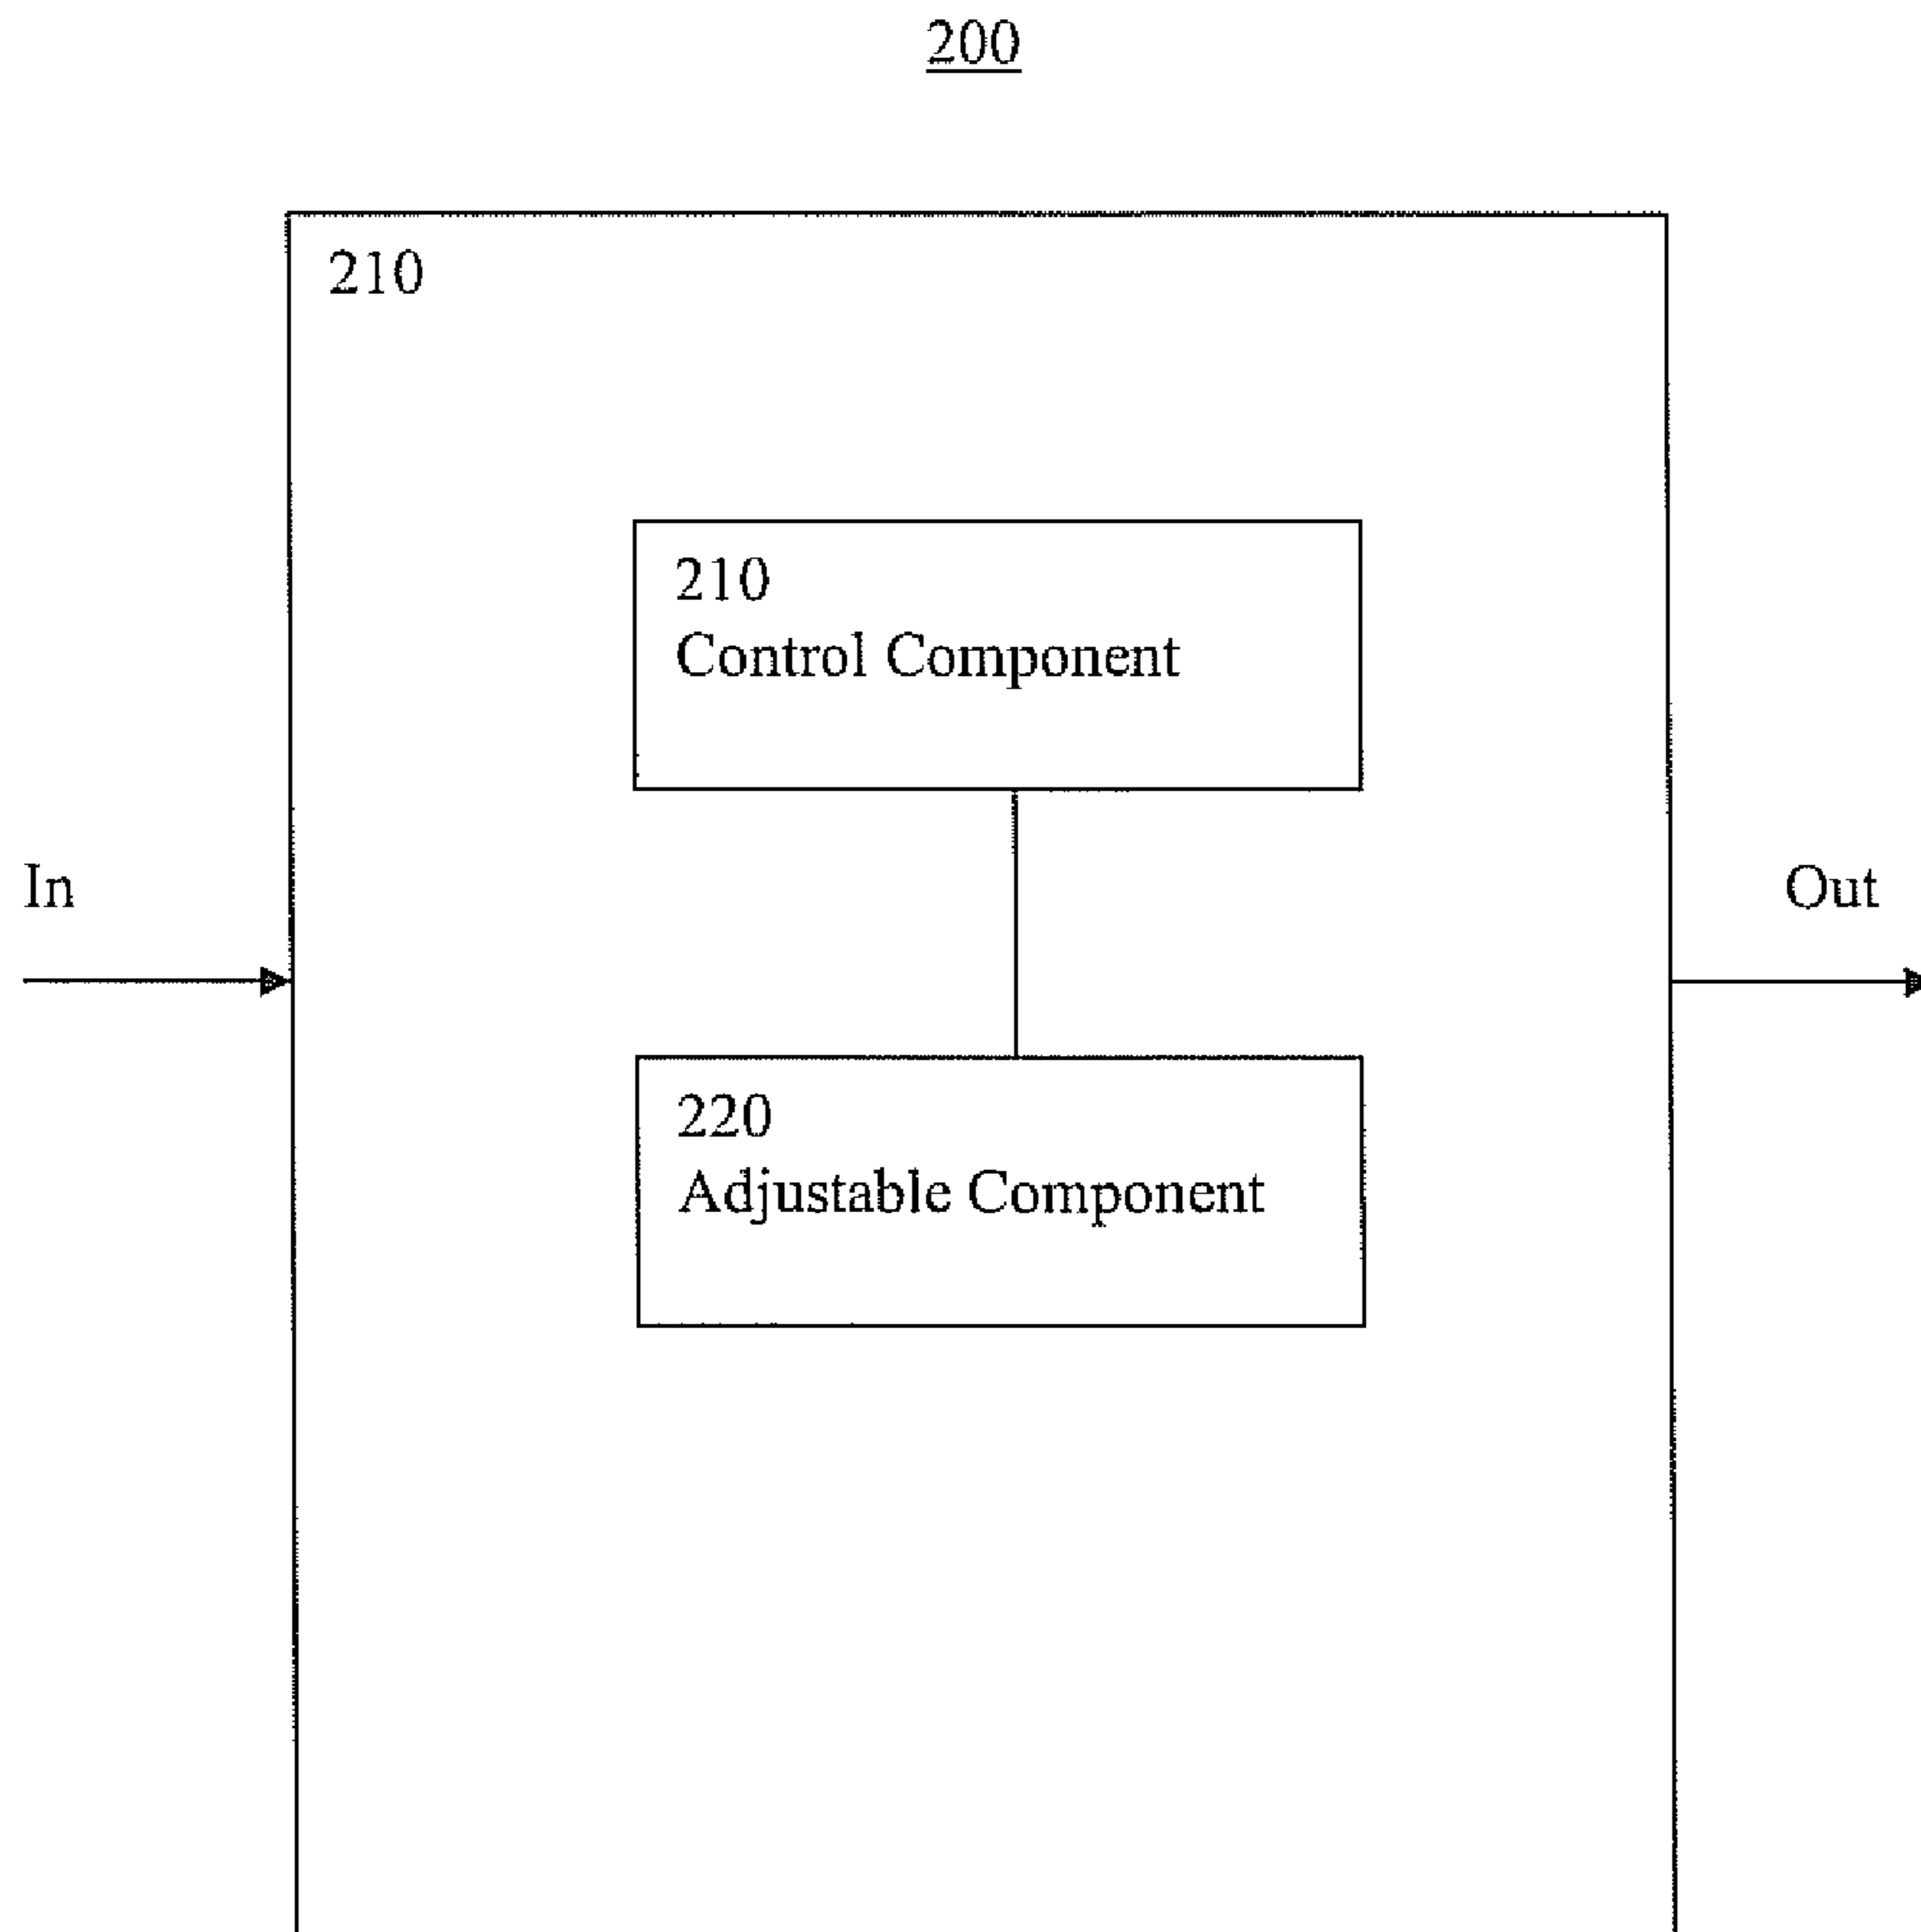 200
210
210
Control Component
In
Out
220
Adjustable Component